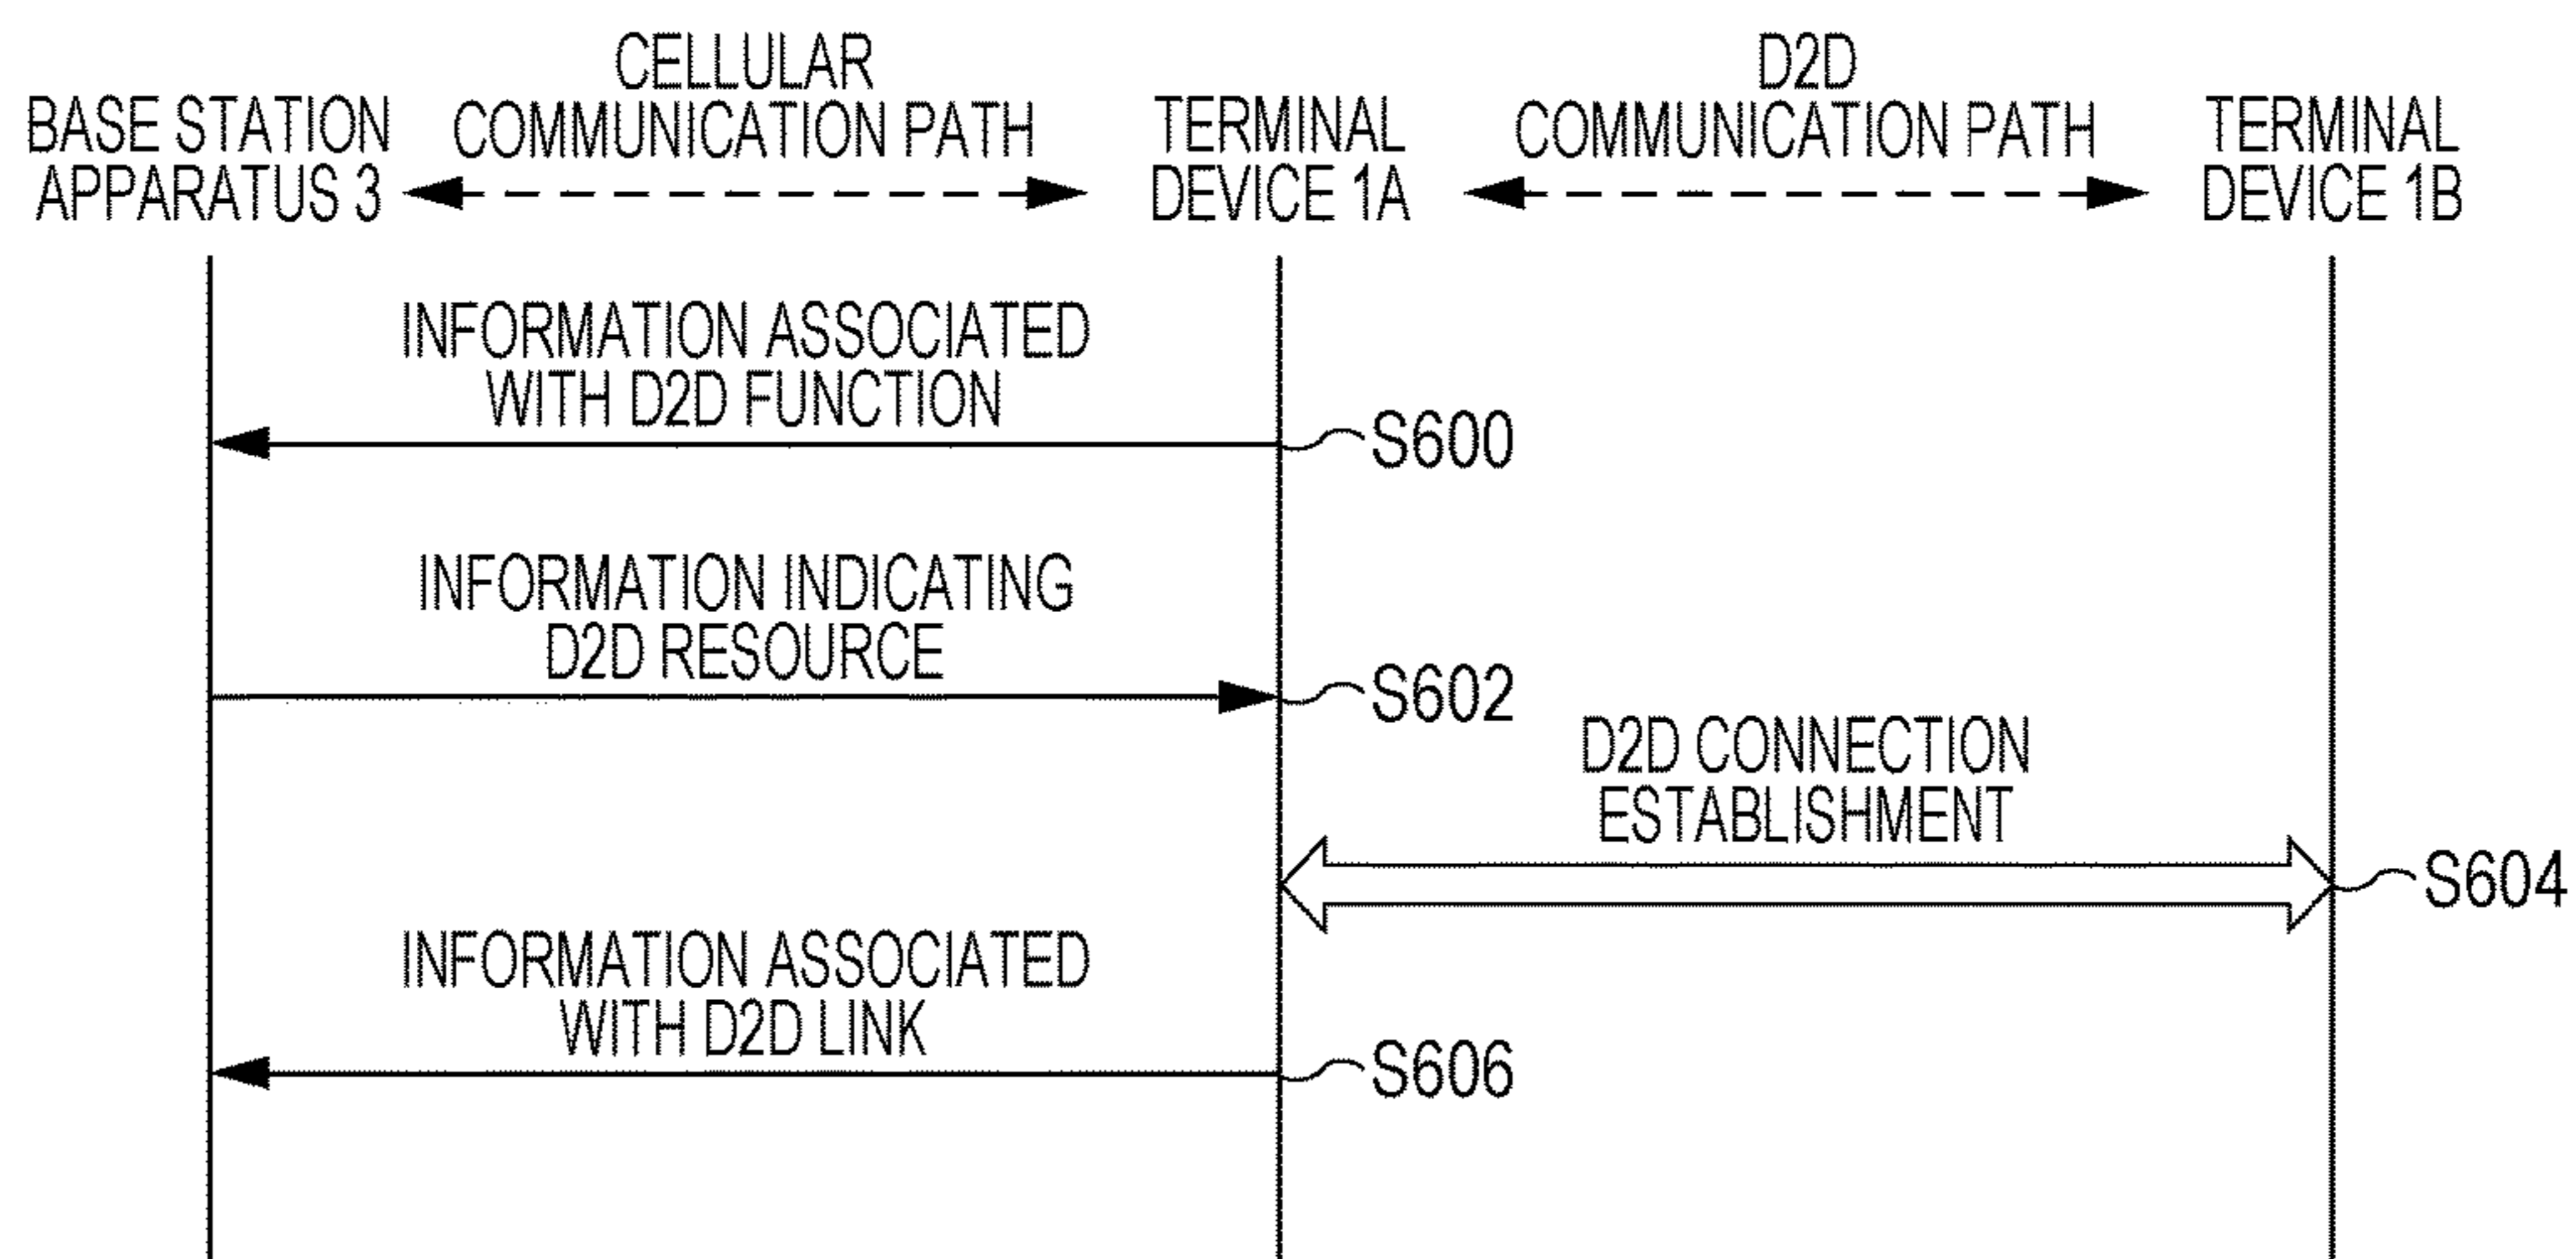 BASE STATION
APPARATUS 3
CELLULAR
COMMUNICATION PATH
TERMINAL
DEVICE 1A
D2D
COMMUNICATION PATH
TERMINAL
DEVICE 1B
INFORMATION ASSOCIATED
WITH D2D FUNCTION
S600
INFORMATION INDICATING
D2D RESOURCE
S602
D2D CONNECTION
ESTABLISHMENT
S604
INFORMATION ASSOCIATED
WITH D2D LINK
S606